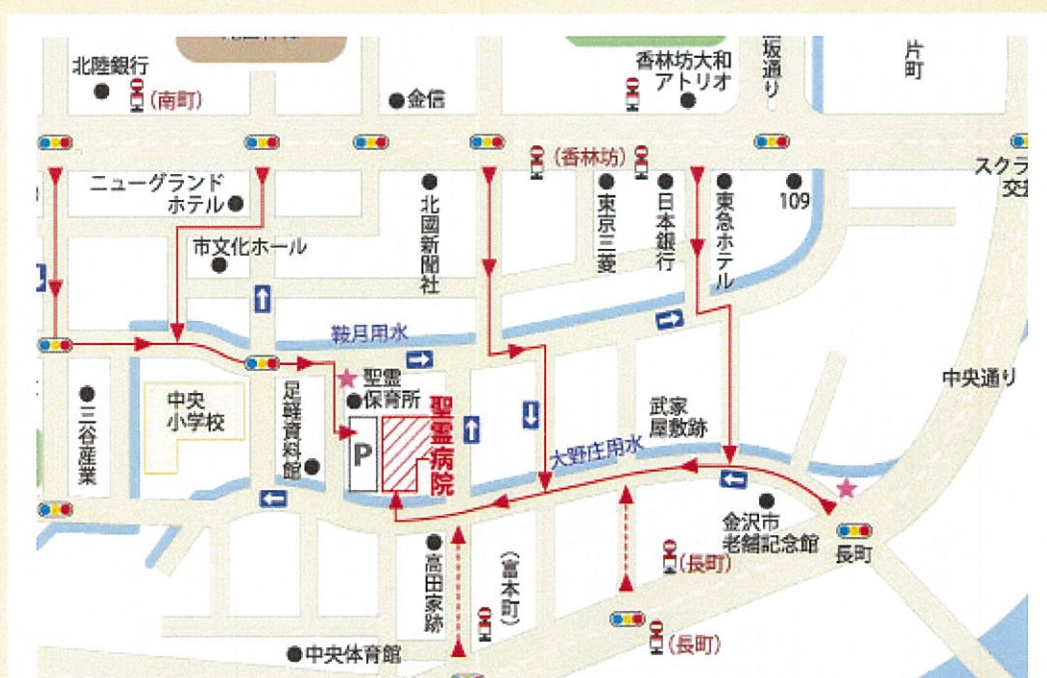 北陸銀行
(南町)
金信
香林坊大和
アトリオ
坂通り
片町
(香林坊)
スクラ
ニューグランド
ホテル
市文化ホール
北國新聞社
東京三菱
日本銀行
東急ホテル
109
鞍月用水
聖霊
保育所
聖霊病院
P
三谷産業
中央
小学校
足軽資料館
武家
屋敷跡
大野庄用水
中央通り
金沢市
老舗記念館
長町
(長町)
高田家跡
(富本町)
(長町)
中央体育館